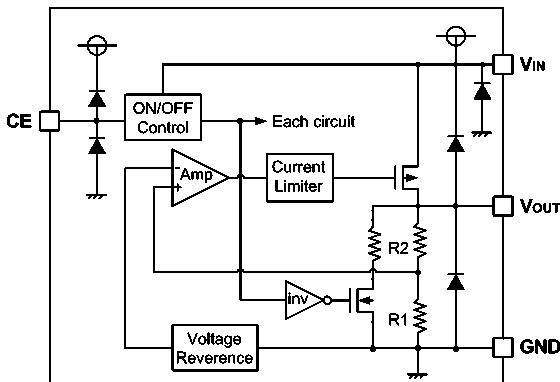 VIN
CE
ON/OFF
Control
Each circuit
-
Amp
+
Current
Limiter
VOUT
R2
inv
R1
Voltage
Reverence
GND